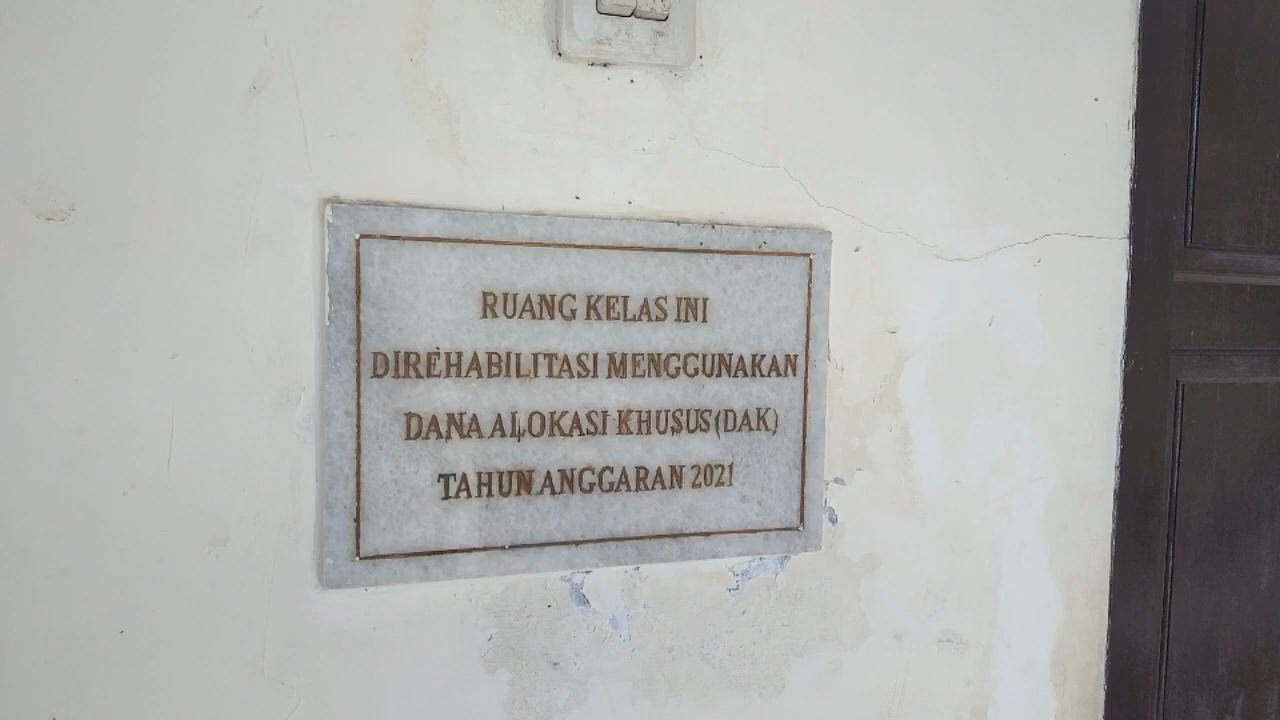 RUANG KELAS INI
DIREHABILITASI MENGGUNAKAN
DANA ALOKASI KHUSUS (DAK)
TAHUN ANGGARAN 2021